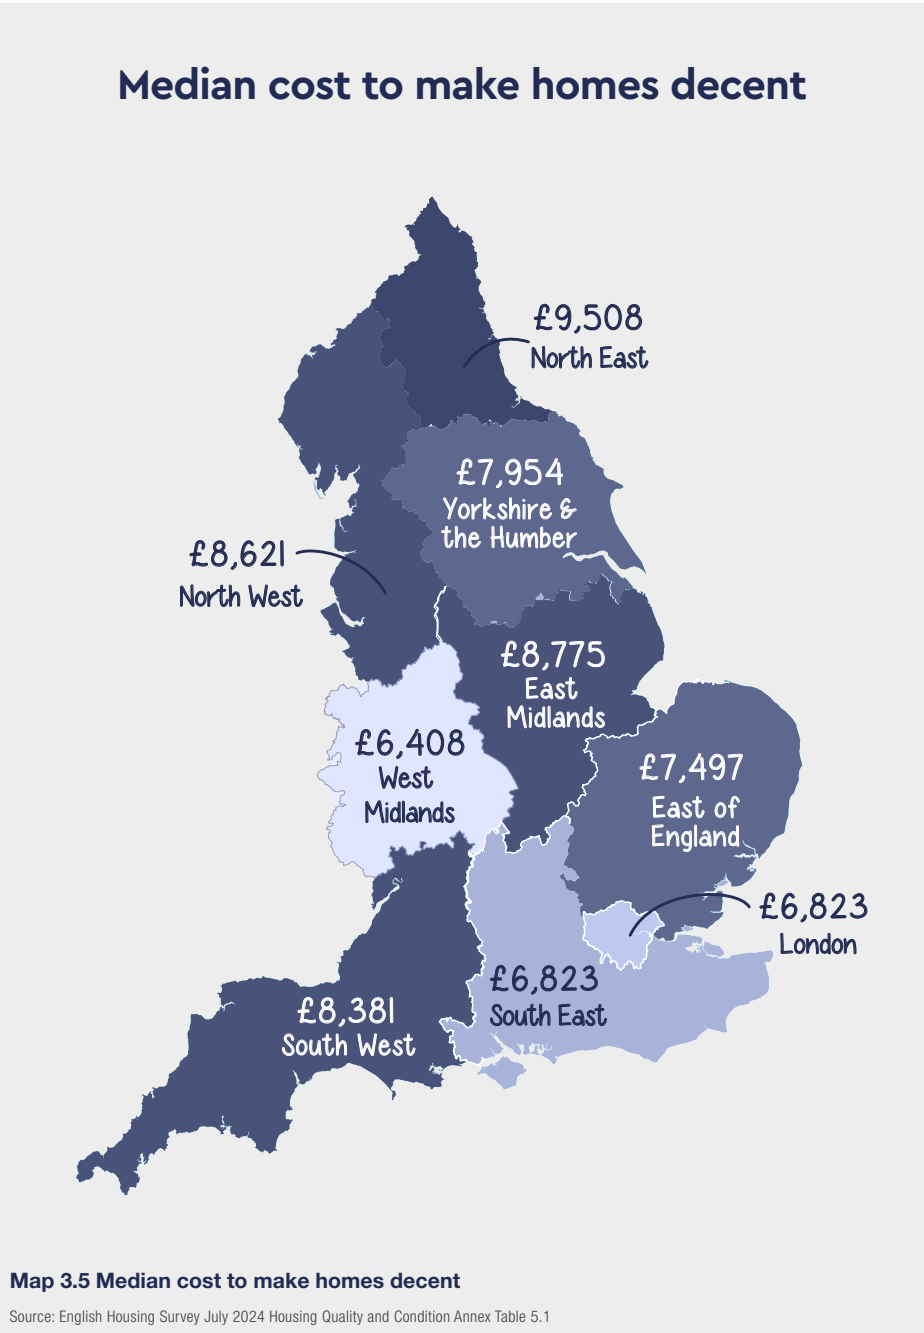 Median cost to make homes decent
£9,508
North East
£7,954
Yorkshire &
the Humber
£8,621
North West
£8,775
East
Midlands
£6,408
West
Midlands
£7,497
East of
England
£6,823
London
£6,823
South East
£8,381
South West
Map 3.5 Median cost to make homes decent
Source: English Housing Survey July 2024 Housing Quality and Condition Annex Table 5.1